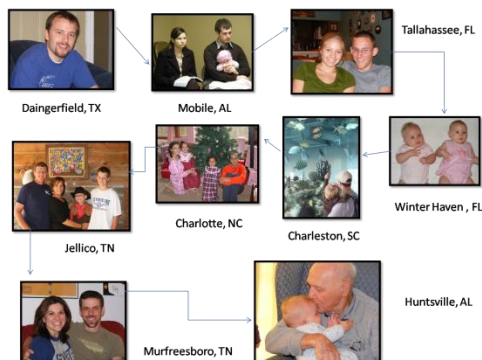 Tallahassee, FL
Daingerfield, TX
Mobile, AL
Winter Haven , FL
Charlotte, NC
Charleston, SC
Jellico, TN
Huntsville, AL
Murfreesboro, TN